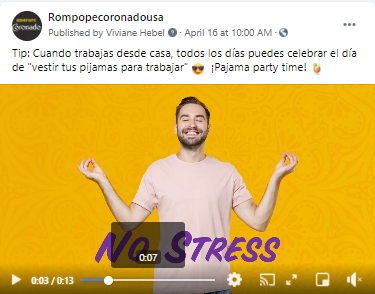 Rompopecoronadousa
Published by Viviane Hebel · April 16 at 10:00 AM ·
Tip: Cuando trabajas desde casa, todos los días puedes celebrar el día
de "vestir tus pijamas para trabajar" 😎 ¡Pajama party time! 🍹
No Stress
0:07
0:03 / 0:13
Coronado